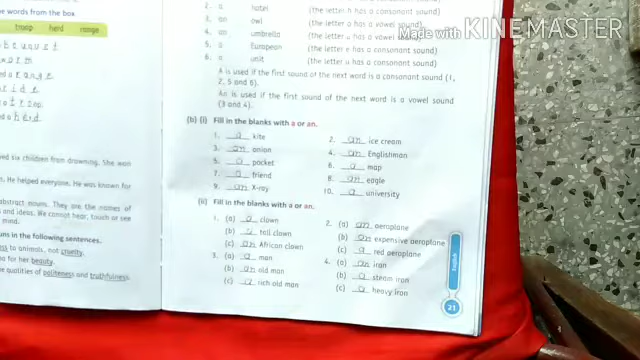 e words from the box.
troop herd range
ed six children from drowning. She won
t. He helped everyone. He was known for
abstract nouns. They are the names of
and ideas. We cannot hear, touch or see
mind.
uns in the following sentences.
ss to animals, not cruelty.
o for her beauty.
e qualities of politeness and truthfulness.
2. a hotel (the letter h has a consonant sound)
3. an owl (the letter o has a vowel sound)
4. an umbrella (the letter u has a vowel sound)
5. a European (the letter e has a consonant sound)
6. a unit (the letter u has a consonant sound)
A is used if the first sound of the next word is a consonant sound (1,
2, 5 and 6).
An is used if the first sound of the next word is a vowel sound
(3 and 4).
(b) (i) Fill in the blanks with a or an.
1. a kite 2. an ice cream
3. an onion 4. an Englishman
5. a packet 6. a map
7. a friend 8. an eagle
9. an X-ray 10. a university
(ii) Fill in the blanks with a or an.
1. (a) a clown 2. (a) an aeroplane
(b) a tall clown (b) an expensive aeroplane
(c) an African clown (c) a red aeroplane
3. (a) a man 4. (a) an iron
(b) an old man (b) a steam iron
(c) a rich old man (c) a heavy iron
English
21
Made with KINEMASTER